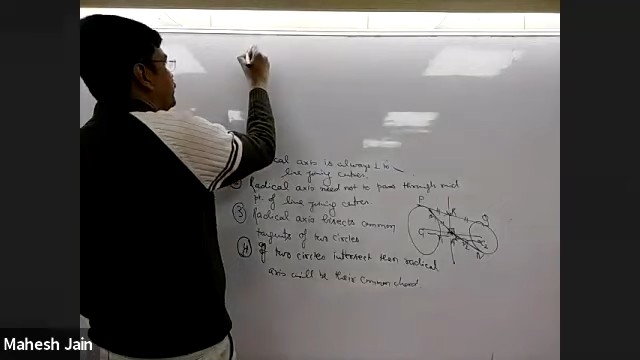 cal axis is always ⊥ to
line joining centres.
② Radical axis need not to pass through mid
pt. of line joining centres.
③ Radical axis bisects common
tangents of two circles
④ If two circles intersect then radical
axis will be their common chord.
P
Q
Mahesh Jain